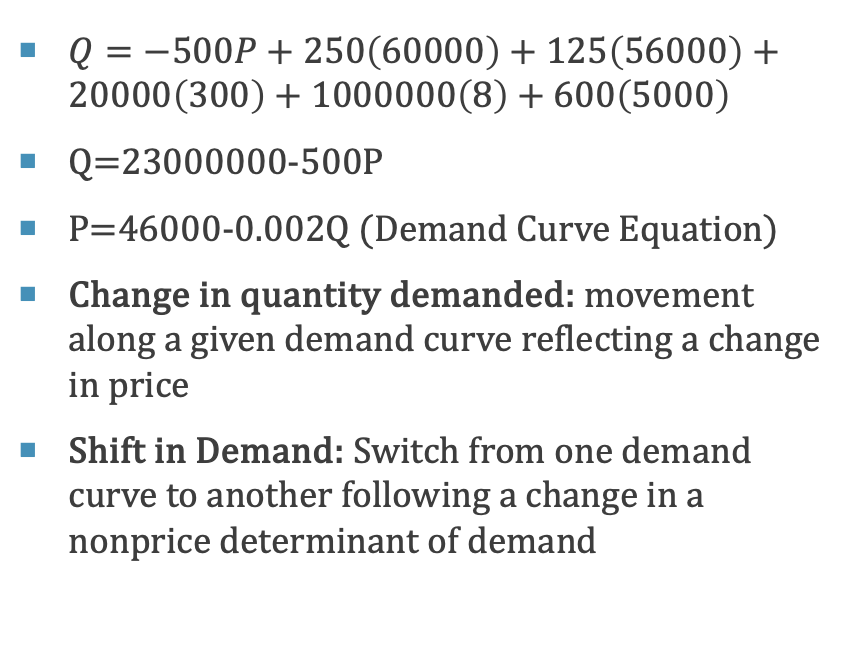 ▪ Q = −500P + 250(60000) + 125(56000) +
20000(300) + 1000000(8) + 600(5000)
▪ Q=23000000-500P
▪ P=46000-0.002Q (Demand Curve Equation)
▪ Change in quantity demanded: movement
along a given demand curve reflecting a change
in price
▪ Shift in Demand: Switch from one demand
curve to another following a change in a
nonprice determinant of demand